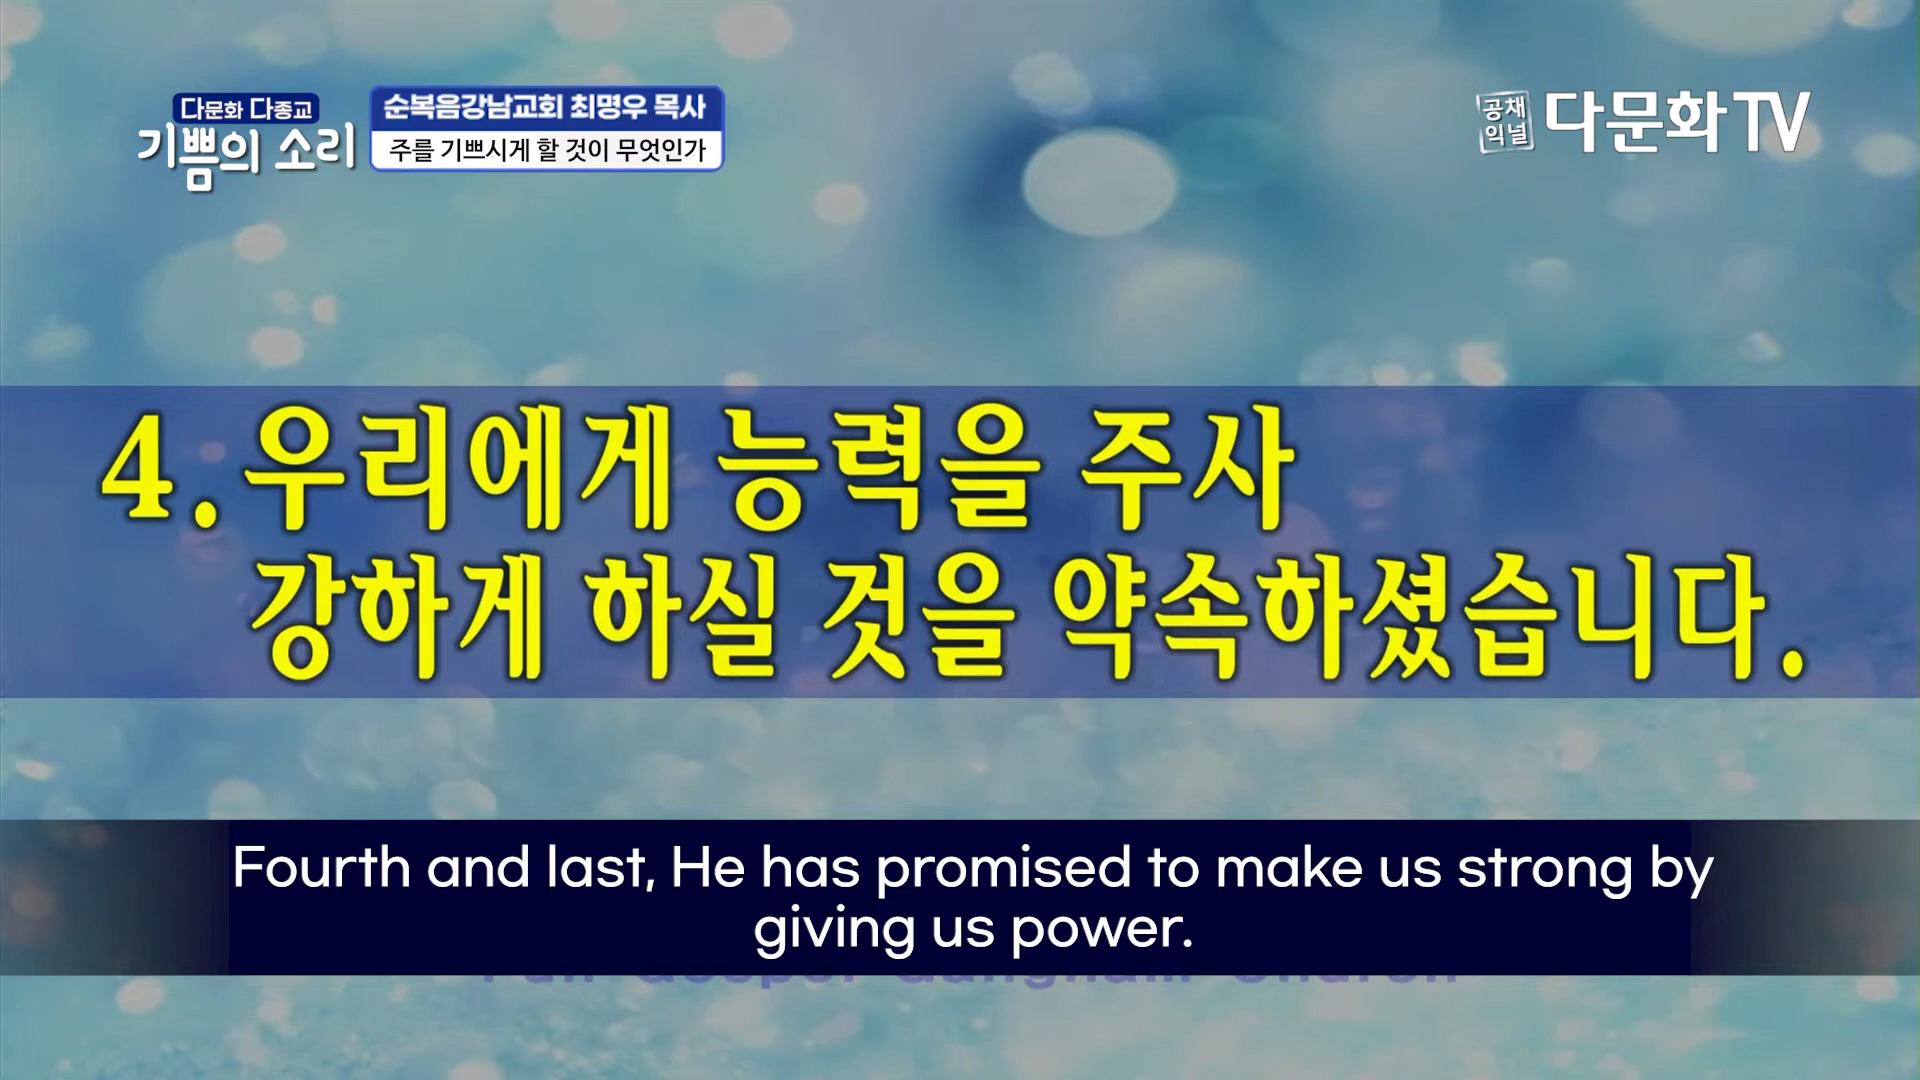 다문화 다종교
기쁨의 소리
순복음강남교회 최명우 목사
주를 기쁘시게 할 것이 무엇인가
공채
익널
다문화TV
4. 우리에게 능력을 주사
강하게 하실 것을 약속하셨습니다.
Fourth and last, He has promised to make us strong by
giving us power.